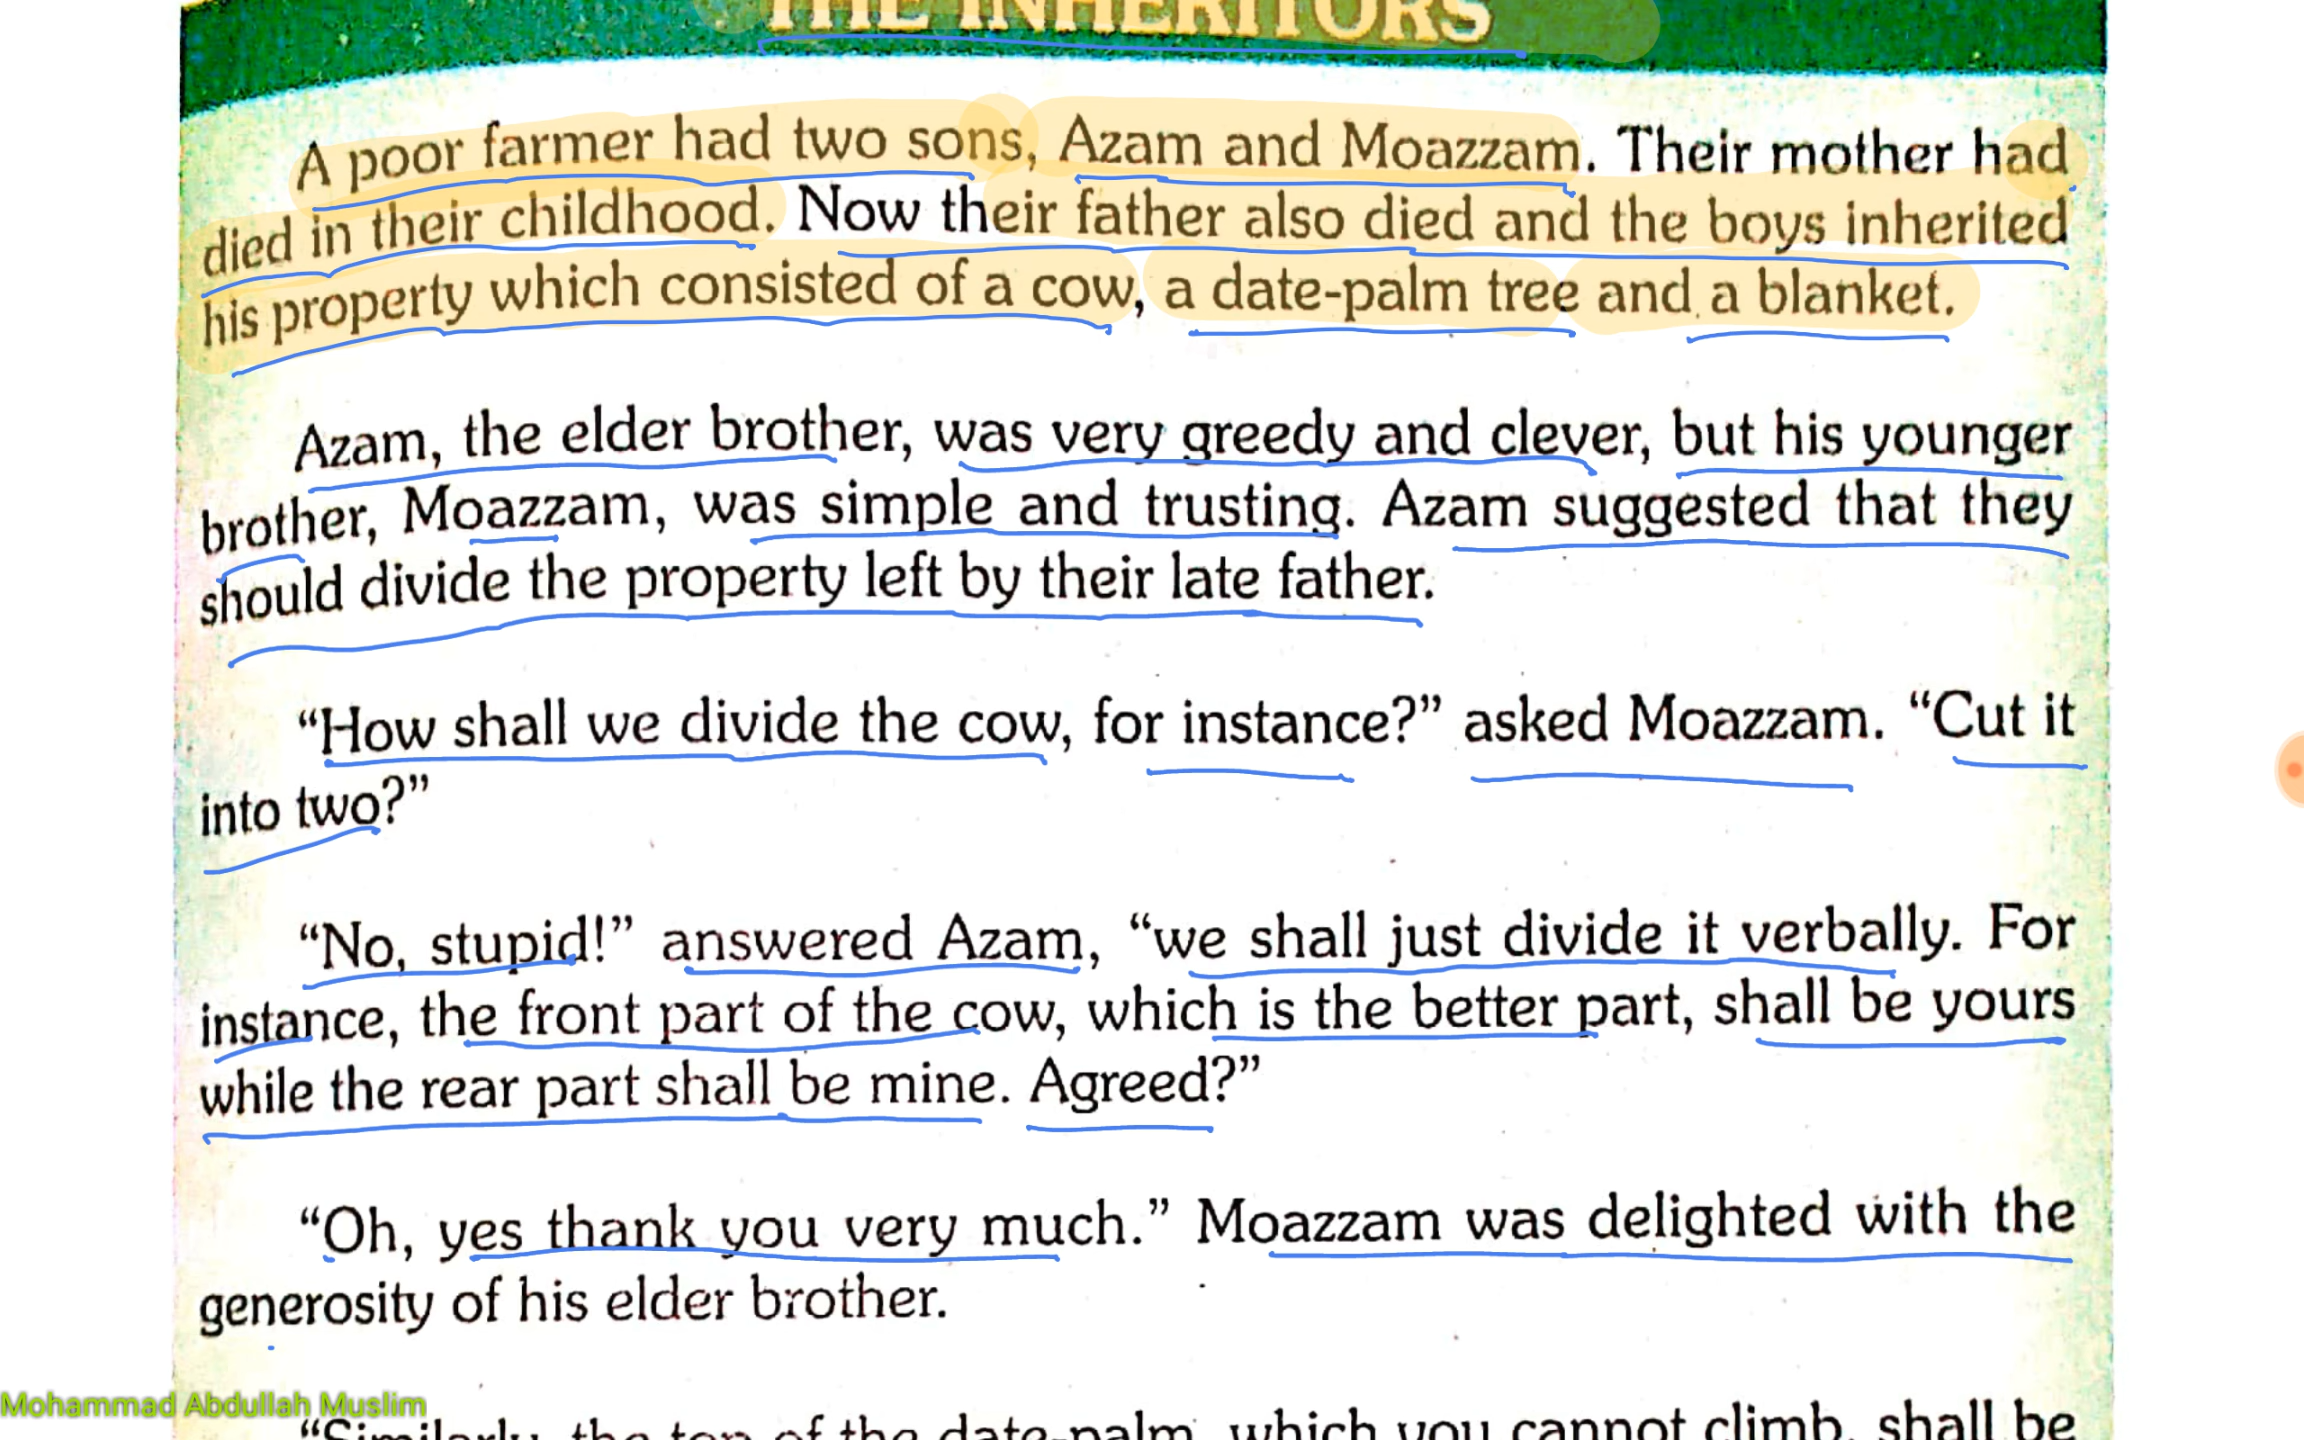 THE INHERITORS
A poor farmer had two sons, Azam and Moazzam. Their mother had
died in their childhood. Now their father also died and the boys inherited
his property which consisted of a cow, a date-palm tree and a blanket.
Azam, the elder brother, was very greedy and clever, but his younger
brother, Moazzam, was simple and trusting. Azam suggested that they
should divide the property left by their late father.
“How shall we divide the cow, for instance?” asked Moazzam. “Cut it
into two?”
“No, stupid!” answered Azam, “we shall just divide it verbally. For
instance, the front part of the cow, which is the better part, shall be yours
while the rear part shall be mine. Agreed?”
“Oh, yes thank you very much.” Moazzam was delighted with the
generosity of his elder brother.
Mohammad Abdullah Muslim
“Similarly, the top of the date-palm, which you cannot climb, shall be